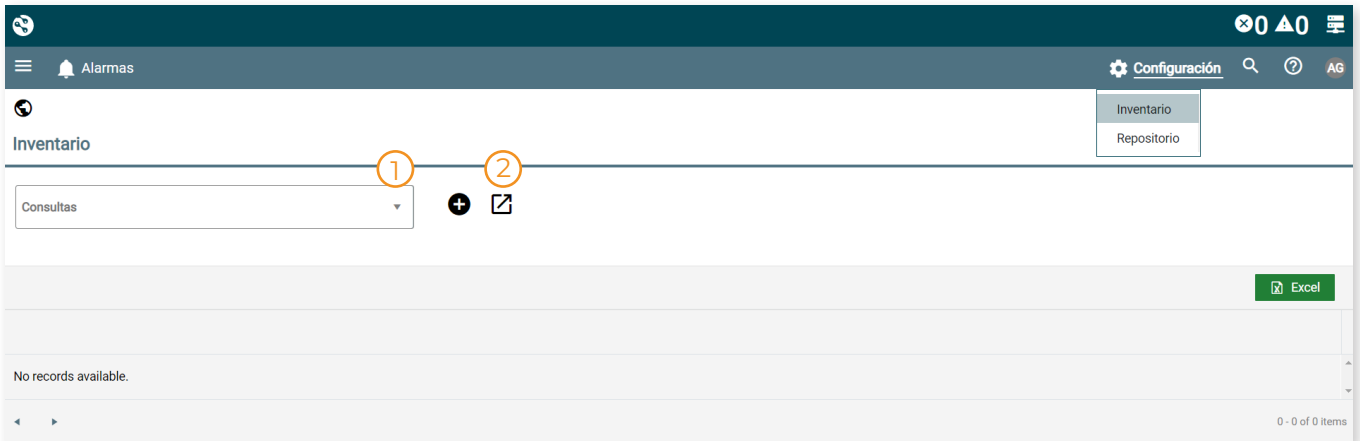 0 0
Alarmas
Configuración
AG
Inventario
Repositorio
Inventario
1
2
Consultas
Excel
No records available.
0 - 0 of 0 items